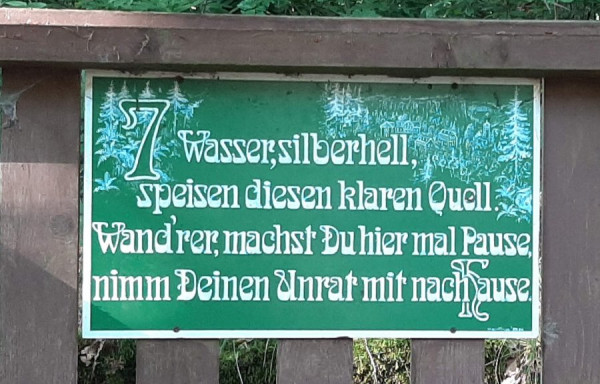 7 Wasser, silberhell,
speisen diesen klaren Quell.
Wand'rer, machst Du hier mal Pause,
nimm Deinen Unrat mit nach Hause.